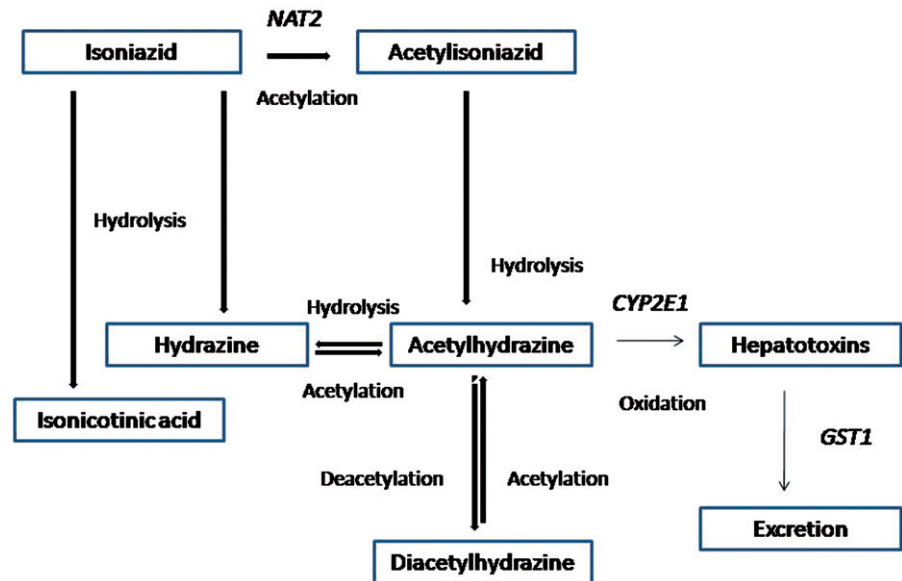 NAT2
Isoniazid
Acetylisoniazid
Acetylation
Hydrolysis
Hydrolysis
CYP2E1
Hydrolysis
Hydrazine
Acetylhydrazine
Hepatotoxins
Acetylation
Oxidation
Isonicotinic acid
GST1
Deacetylation
Acetylation
Excretion
Diacetylhydrazine